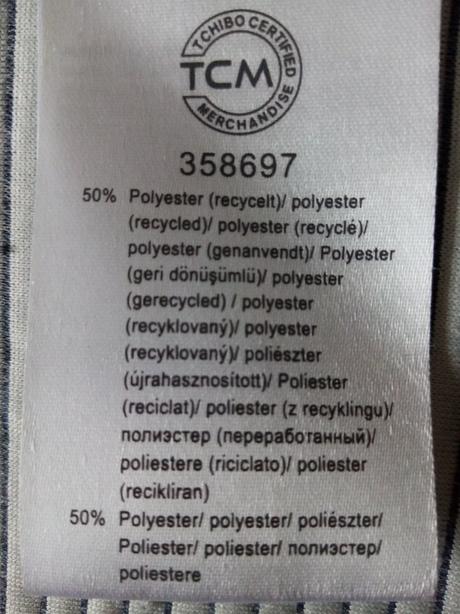 TCHIBO CERTIFIED
TCM
MERCHANDISE
358697
50% Polyester (recycelt)/ polyester
(recycled)/ polyester (recyclé)/
polyester (genanvendt)/ Polyester
(geri dönüşümlü)/ polyester
(gerecycled) / polyester
(recyklovaný)/ polyester
(recyklovaný)/ poliészter
(újrahasznosított)/ Poliester
(reciclat)/ poliester (z recyklingu)/
полиэстер (переработанный)/
poliestere (riciclato)/ poliester
(recikliran)
50% Polyester/ polyester/ poliészter/
Poliester/ poliester/ полиэстер/
poliestere